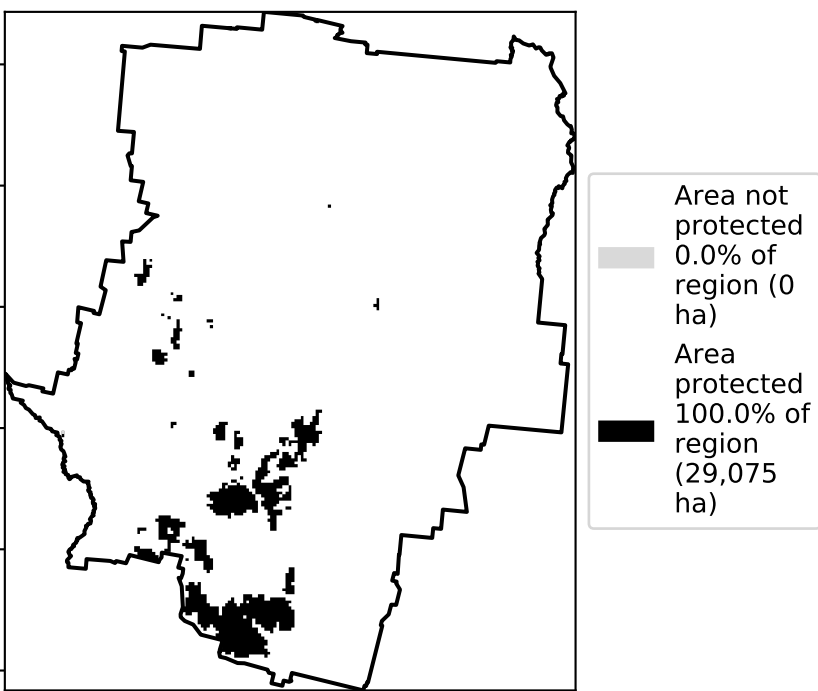 Area not
protected
0.0% of
region (0
ha)
Area
protected
100.0% of
region
(29,075
ha)